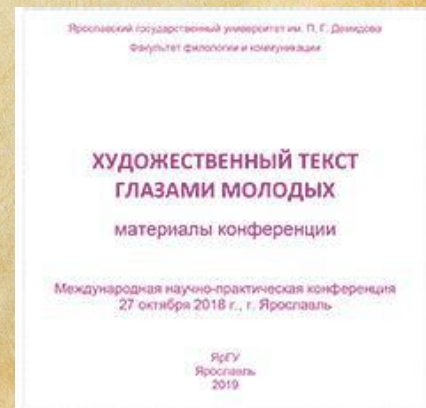 Ярославский государственный университет им. П. Г. Демидова
Факультет филологии и коммуникации
ХУДОЖЕСТВЕННЫЙ ТЕКСТ
ГЛАЗАМИ МОЛОДЫХ
материалы конференции
Международная научно-практическая конференция
27 октября 2018 г., г. Ярославль
ЯрГУ
Ярославль
2019